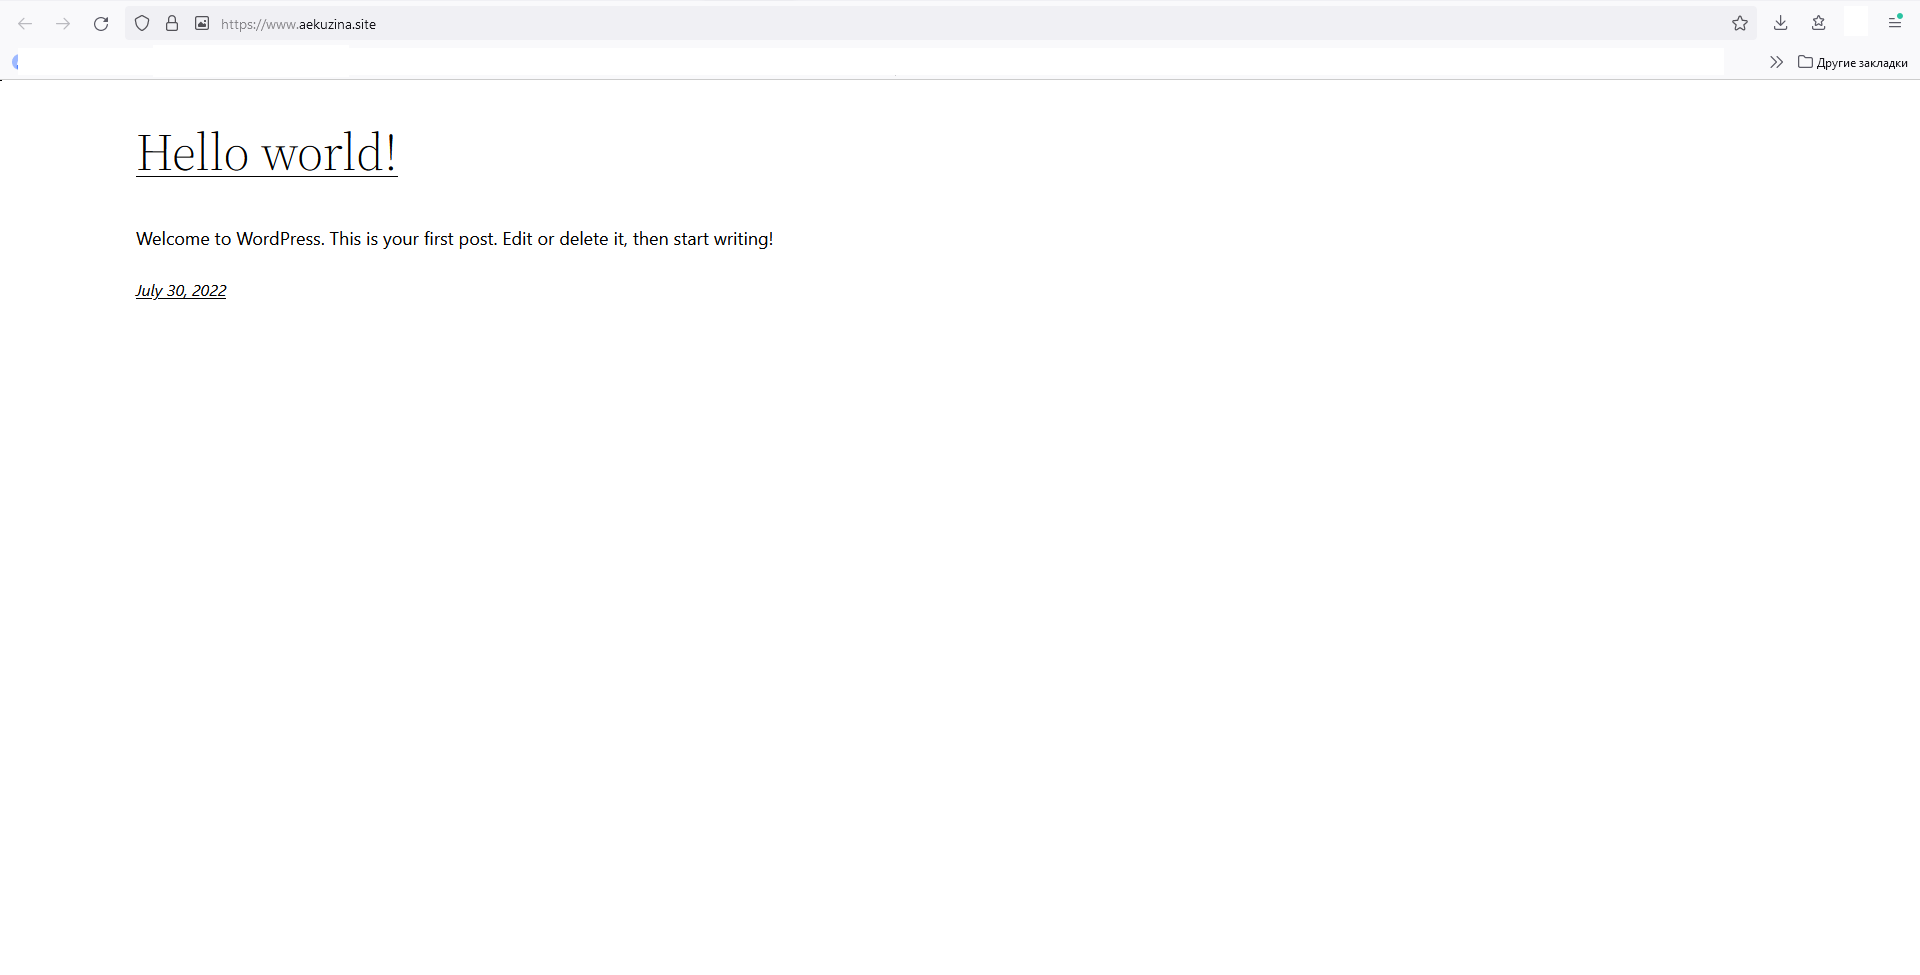 https://www.aekuzina.site
Другие закладки
Hello world!
Welcome to WordPress. This is your first post. Edit or delete it, then start writing!
July 30, 2022